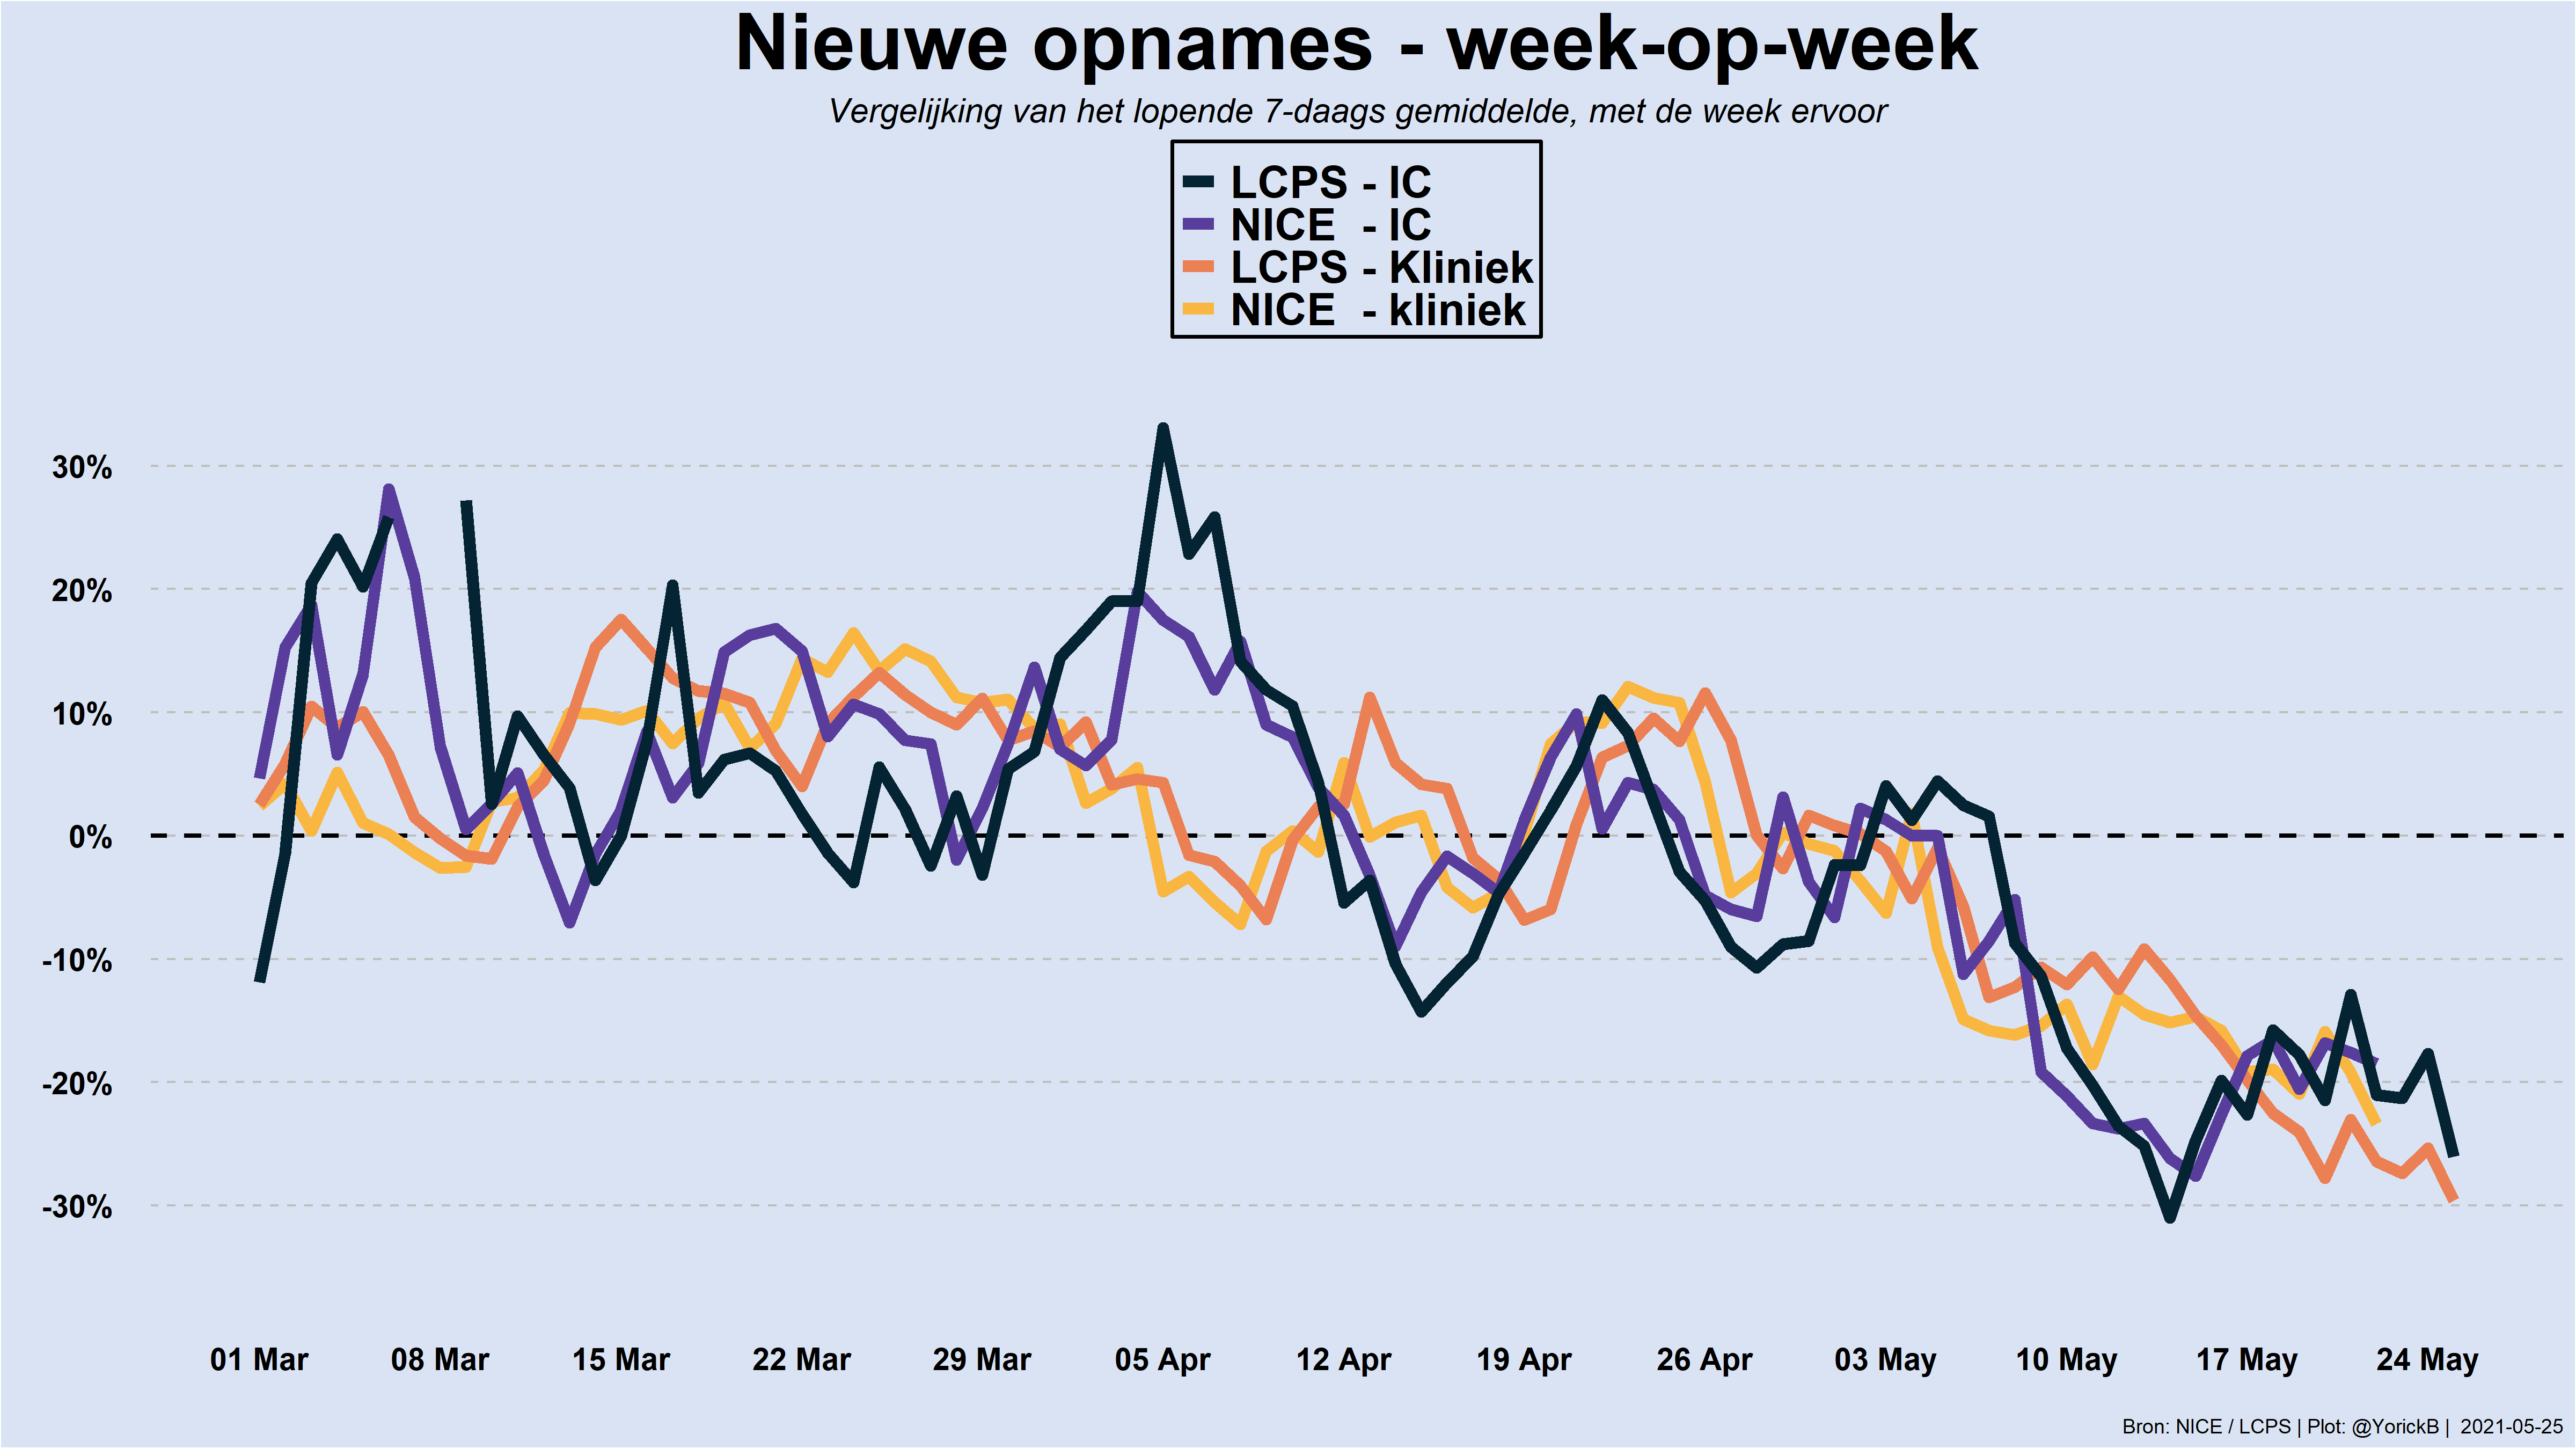 Nieuwe opnames - week-op-week
Vergelijking van het lopende 7-daags gemiddelde, met de week ervoor
LCPS - IC
NICE - IC
LCPS - Kliniek
NICE - kliniek
30%
20%
10%
0%
-10%
-20%
-30%
01 Mar 08 Mar 15 Mar 22 Mar 29 Mar 05 Apr 12 Apr 19 Apr 26 Apr 03 May 10 May 17 May 24 May
Bron: NICE / LCPS | Plot: @YorickB | 2021-05-25